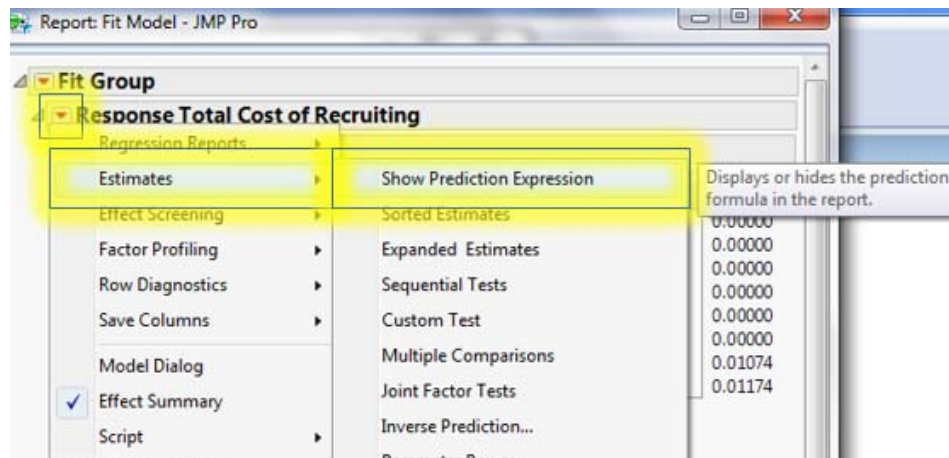 Report: Fit Model - JMP Pro
Fit Group
Response Total Cost of Recruiting
Regression Reports
Estimates
Show Prediction Expression
Displays or hides the prediction
formula in the report.
Effect Screening
Sorted Estimates
0.00000
Factor Profiling
Expanded Estimates
0.00000
0.00000
Row Diagnostics
Sequential Tests
0.00000
Save Columns
Custom Test
0.00000
0.00000
Model Dialog
Multiple Comparisons
0.01074
Effect Summary
Joint Factor Tests
0.01174
Script
Inverse Prediction...